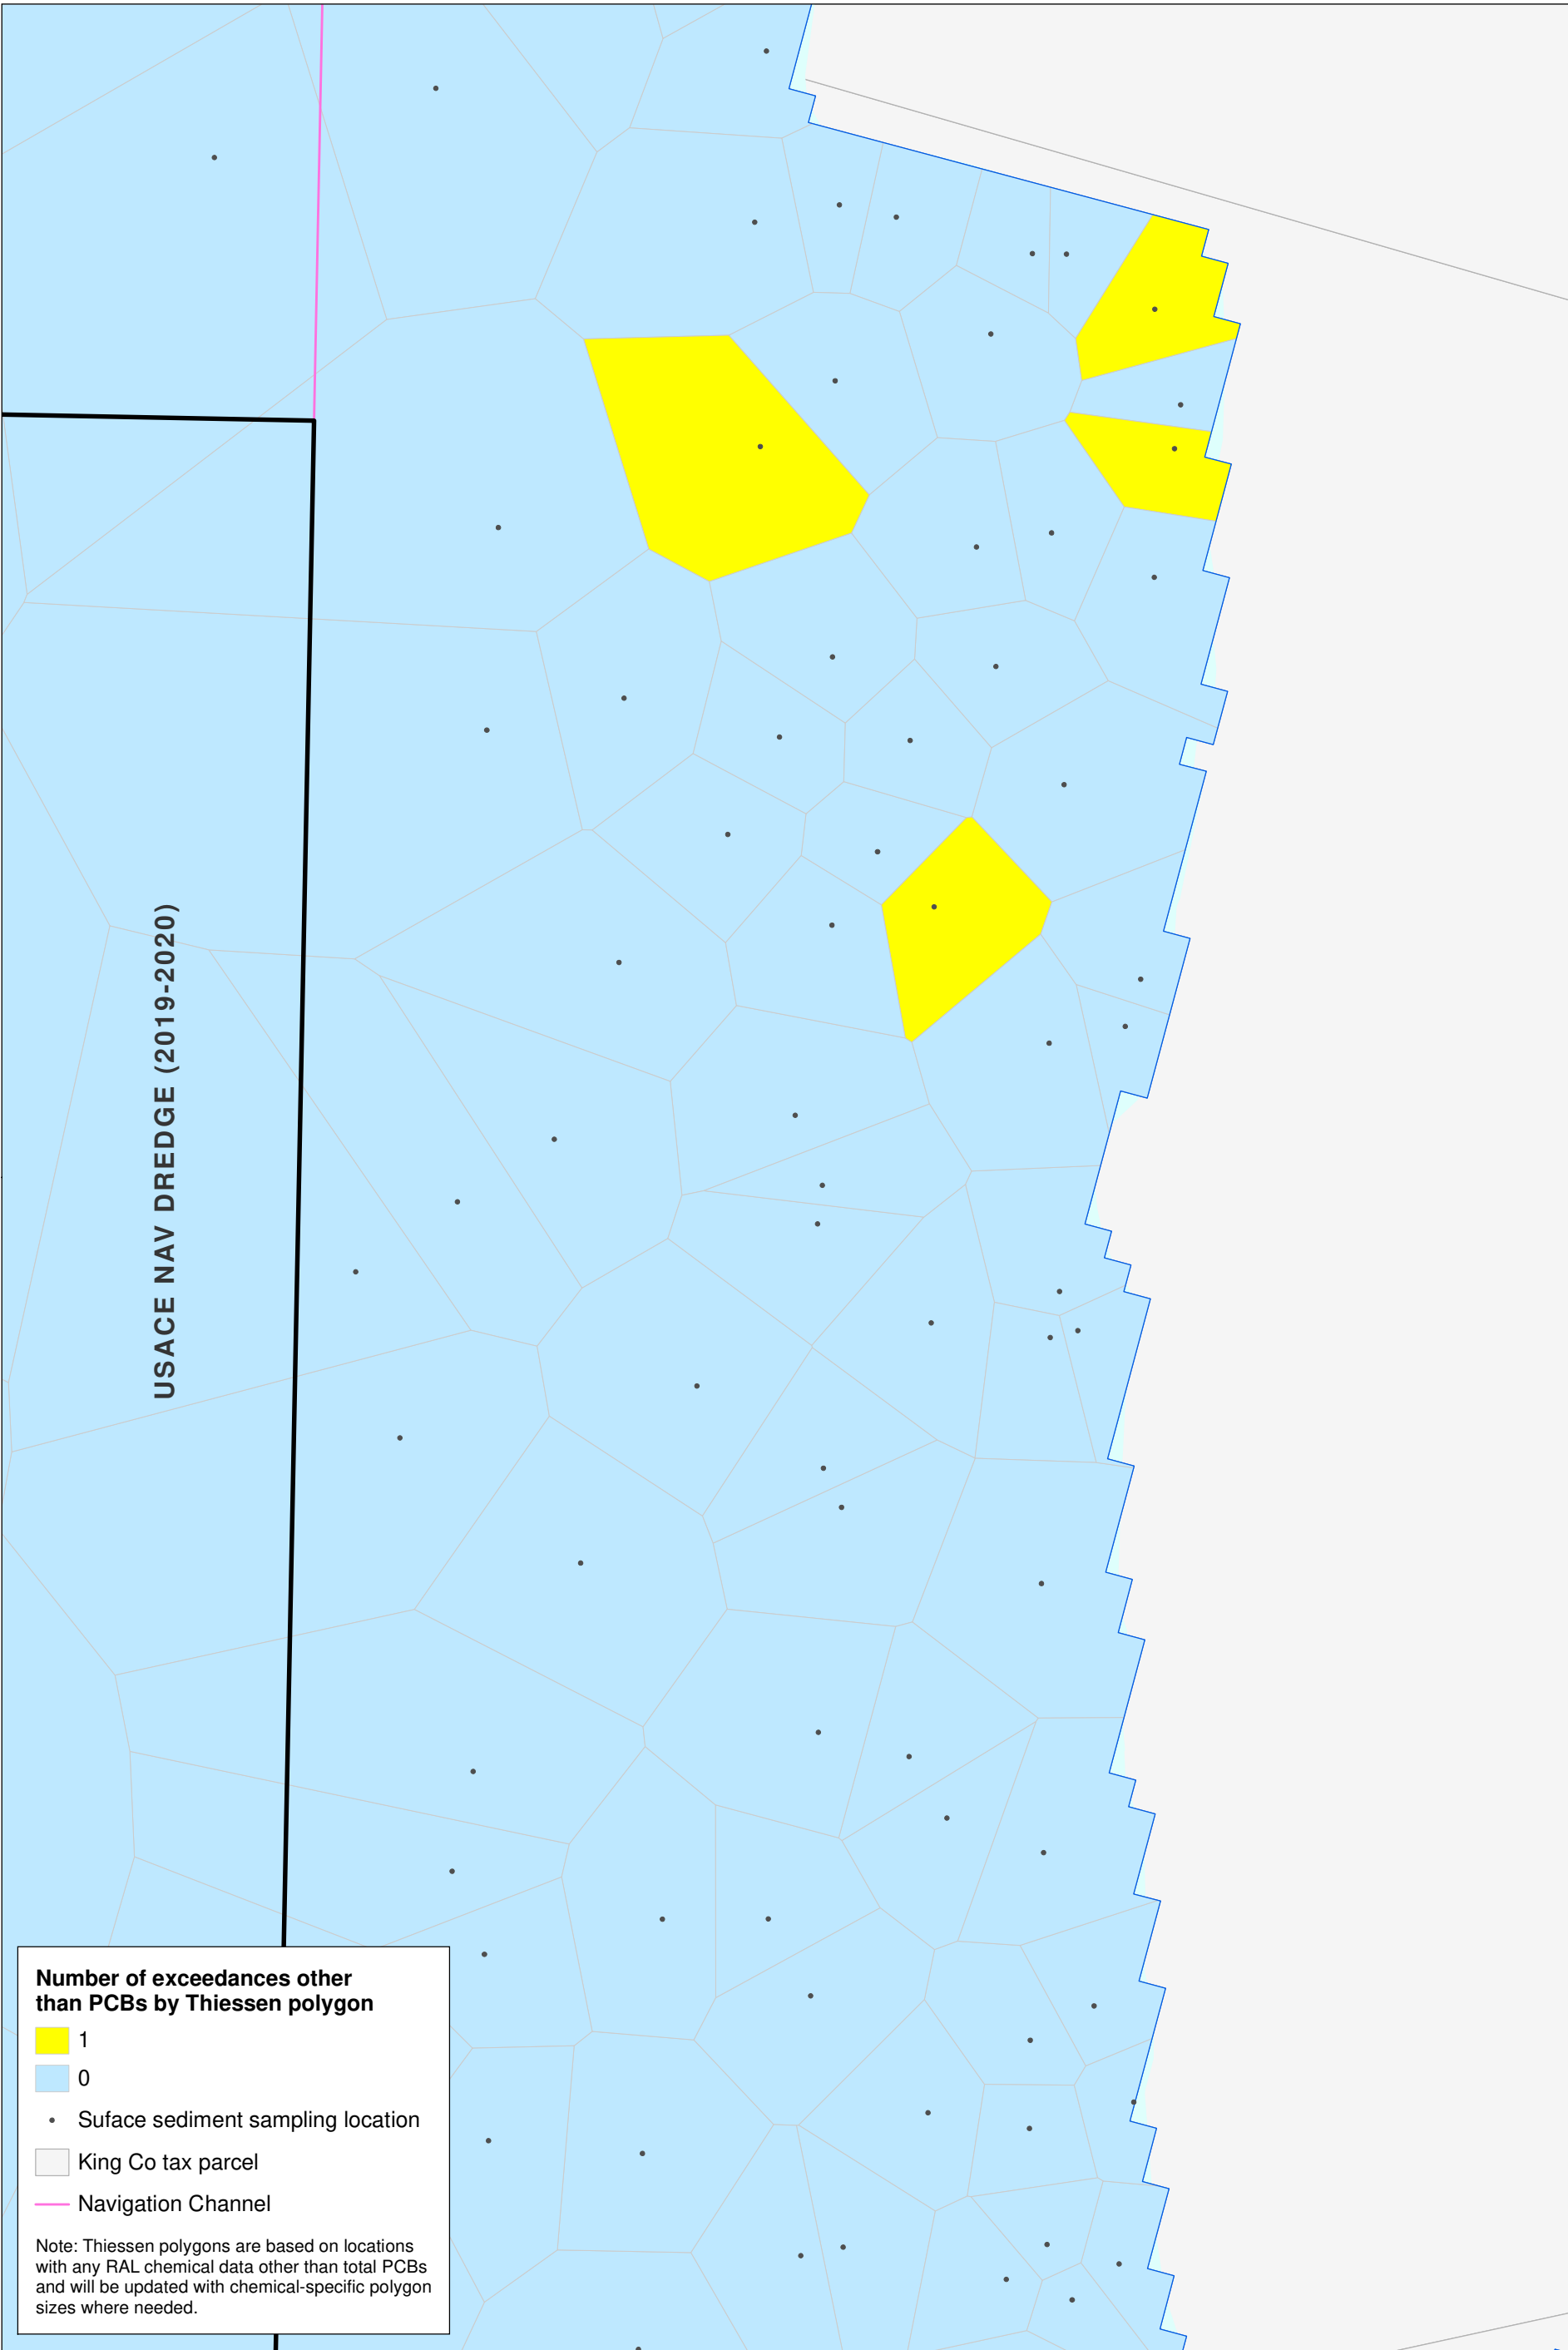 USACE NAV DREDGE (2019-2020)
Number of exceedances other
than PCBs by Thiessen polygon
1
0
Suface sediment sampling location
King Co tax parcel
Navigation Channel
Note: Thiessen polygons are based on locations
with any RAL chemical data other than total PCBs
and will be updated with chemical-specific polygon
sizes where needed.